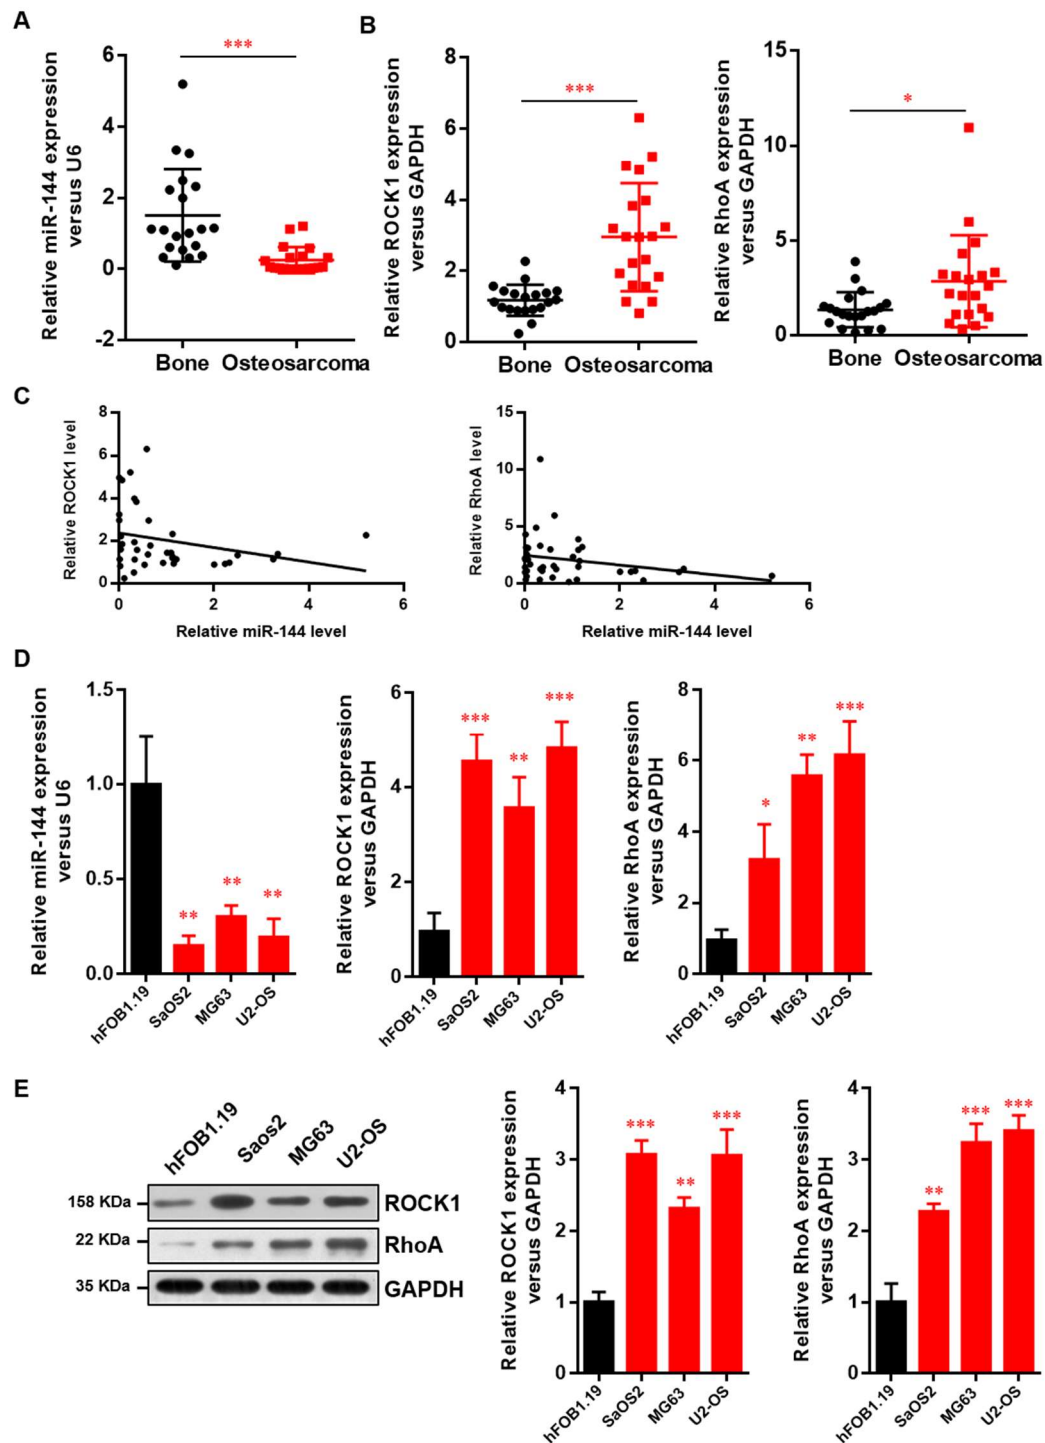 A
Relative miR-144 expression
versus U6
6
4
2
0
-2
***
Bone
Osteosarcoma
B
Relative ROCK1 expression
versus GAPDH
8
6
4
2
0
***
Bone
Osteosarcoma
Relative RhoA expression
versus GAPDH
15
10
5
0
*
Bone
Osteosarcoma
C
Relative ROCK1 level
8
6
4
2
0
0
2
4
6
Relative miR-144 level
Relative RhoA level
15
10
5
0
0
2
4
6
Relative miR-144 level
D
Relative miR-144 expression
versus U6
1.5
1.0
0.5
0.0
**
**
**
hFOB1.19
SaOS2
MG63
U2-OS
Relative ROCK1 expression
versus GAPDH
6
4
2
0
***
**
***
hFOB1.19
SaOS2
MG63
U2-OS
Relative RhoA expression
versus GAPDH
8
6
4
2
0
*
**
***
hFOB1.19
SaOS2
MG63
U2-OS
E
hFOB1.19
Saos2
MG63
U2-OS
158 KDa
ROCK1
22 KDa
RhoA
35 KDa
GAPDH
Relative ROCK1 expression
versus GAPDH
4
3
2
1
0
***
**
***
hFOB1.19
SaOS2
MG63
U2-OS
Relative RhoA expression
versus GAPDH
4
3
2
1
0
**
***
***
hFOB1.19
SaOS2
MG63
U2-OS